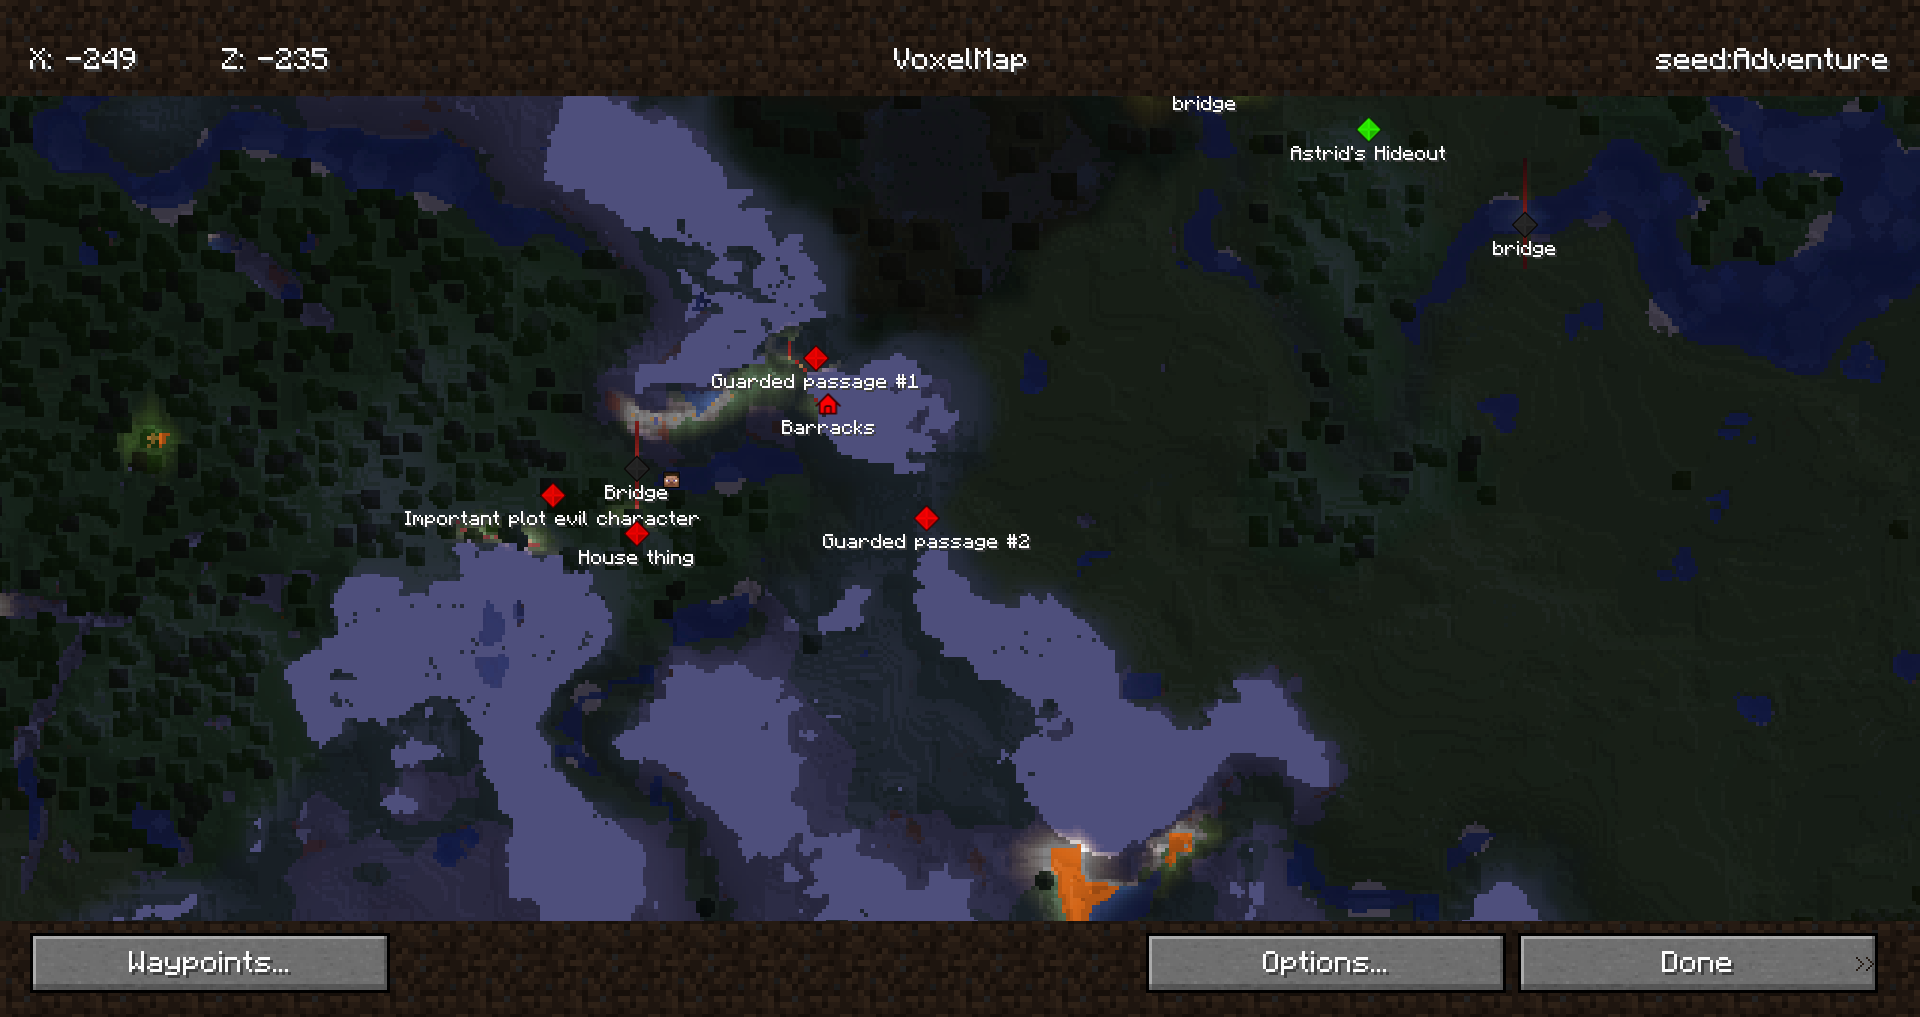 X: -249 Z: -235 VoxelMap seed:Adventure
bridge
Astrid's Hideout
bridge
Guarded passage #1
Barracks
Bridge
Important plot evil character
Guarded passage #2
House thing
Waypoints... Options... Done >>